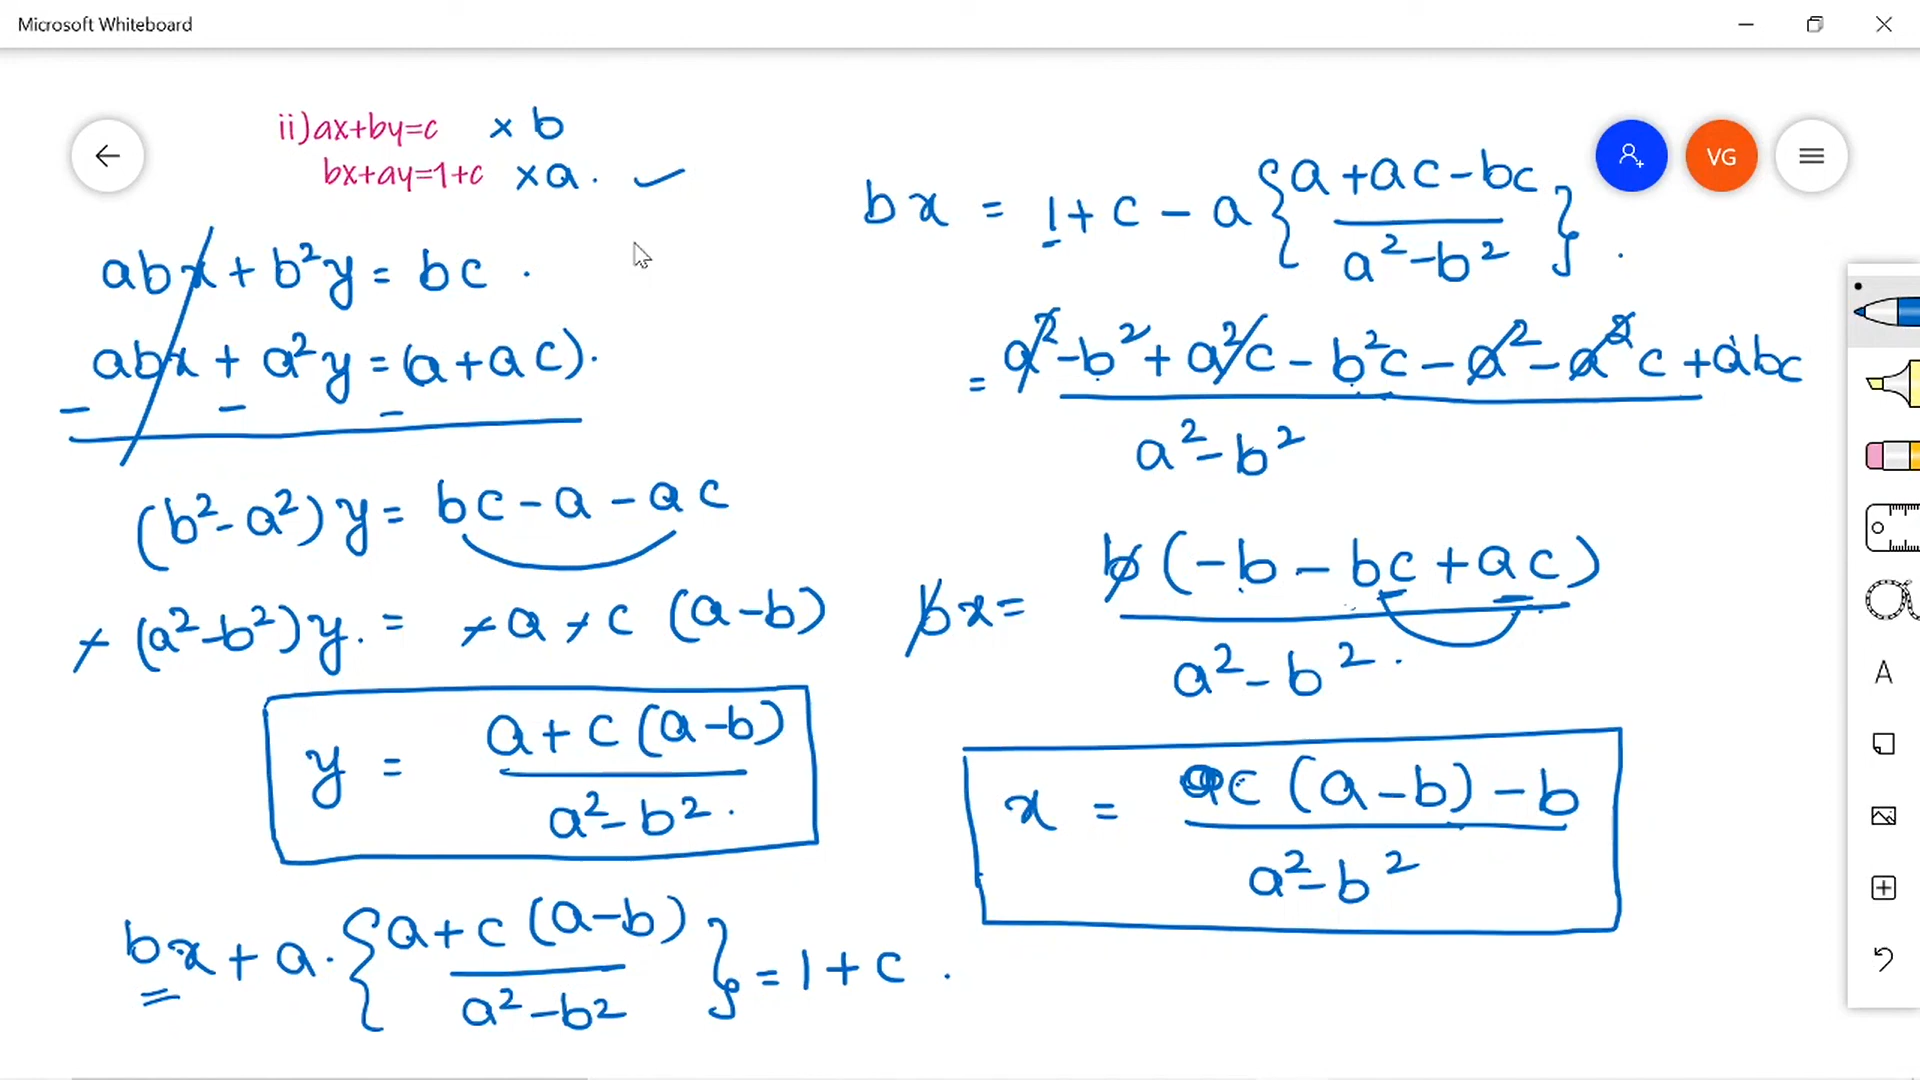 Microsoft Whiteboard
ii)ax+by=c × b
bx+ay=1+c ×a.
VG
abx + b²y = bc .
abx + a²y = (a+ac).
- - -
(b²-a²)y = bc - a - ac
-(a²-b²)y. = -a-c (a-b)
y = a+c(a-b) / a²-b².
bx + a.{a+c(a-b) / a²-b²} = 1+c .
bx = 1+c - a{a+ac-bc / a²-b²}.
= a²-b²+a²c-b²c-a²-a²c+abc / a²-b²
bx= b(-b-bc+ac) / a²-b².
x = c(a-b)-b / a²-b²
A